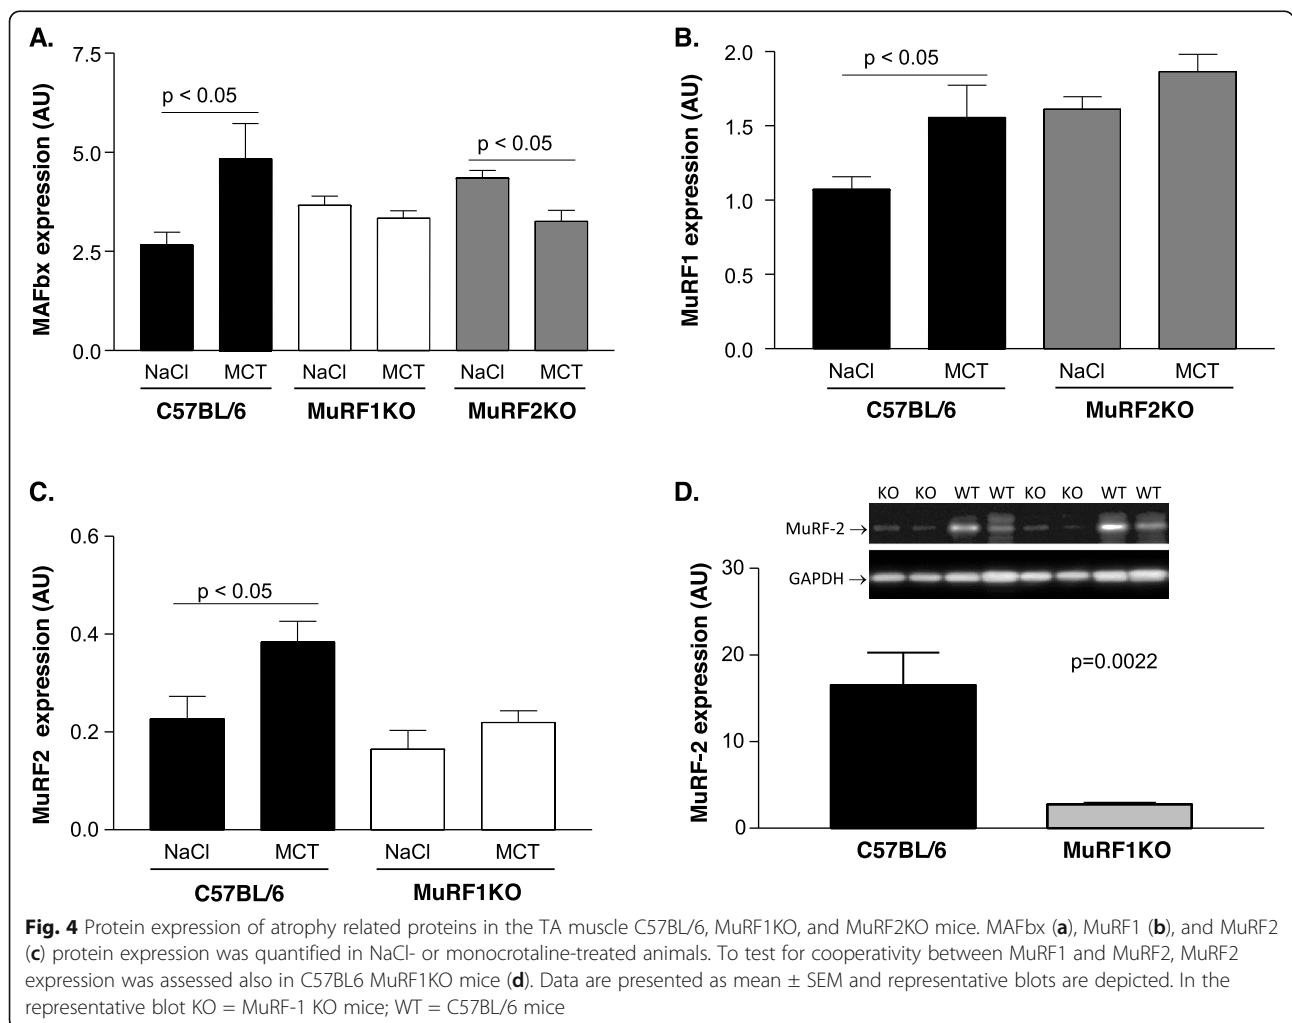 A.
MAFbx expression (AU)
7.5
5.0
2.5
0.0
p < 0.05
p < 0.05
NaCl MCT NaCl MCT NaCl MCT
C57BL/6 MuRF1KO MuRF2KO
B.
MuRF1 expression (AU)
2.0
1.5
1.0
0.5
0.0
p < 0.05
NaCl MCT NaCl MCT
C57BL/6 MuRF2KO
C.
MuRF2 expression (AU)
0.6
0.4
0.2
0.0
p < 0.05
NaCl MCT NaCl MCT
C57BL/6 MuRF1KO
D.
KO KO WT WT KO KO WT WT
MuRF-2 →
GAPDH →
MuRF-2 expression (AU)
30
20
10
0
p=0.0022
C57BL/6 MuRF1KO
Fig. 4 Protein expression of atrophy related proteins in the TA muscle C57BL/6, MuRF1KO, and MuRF2KO mice. MAFbx (a), MuRF1 (b), and MuRF2
(c) protein expression was quantified in NaCl- or monocrotaline-treated animals. To test for cooperativity between MuRF1 and MuRF2, MuRF2
expression was assessed also in C57BL6 MuRF1KO mice (d). Data are presented as mean ± SEM and representative blots are depicted. In the
representative blot KO = MuRF-1 KO mice; WT = C57BL/6 mice